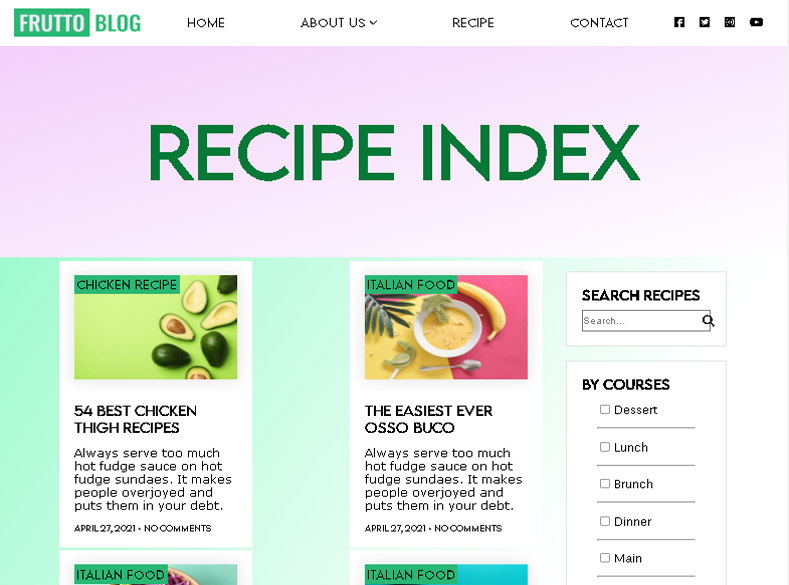 FRUTTO BLOG HOME ABOUT US RECIPE CONTACT
RECIPE INDEX
CHICKEN RECIPE
54 BEST CHICKEN
THIGH RECIPES
Always serve too much
hot fudge sauce on hot
fudge sundaes. It makes
people overjoyed and
puts them in your debt.
APRIL 27, 2021 • NO COMMENTS
ITALIAN FOOD
THE EASIEST EVER
OSSO BUCO
Always serve too much
hot fudge sauce on hot
fudge sundaes. It makes
people overjoyed and
puts them in your debt.
APRIL 27, 2021 • NO COMMENTS
ITALIAN FOOD
ITALIAN FOOD
SEARCH RECIPES
Search...
BY COURSES
Dessert
Lunch
Brunch
Dinner
Main